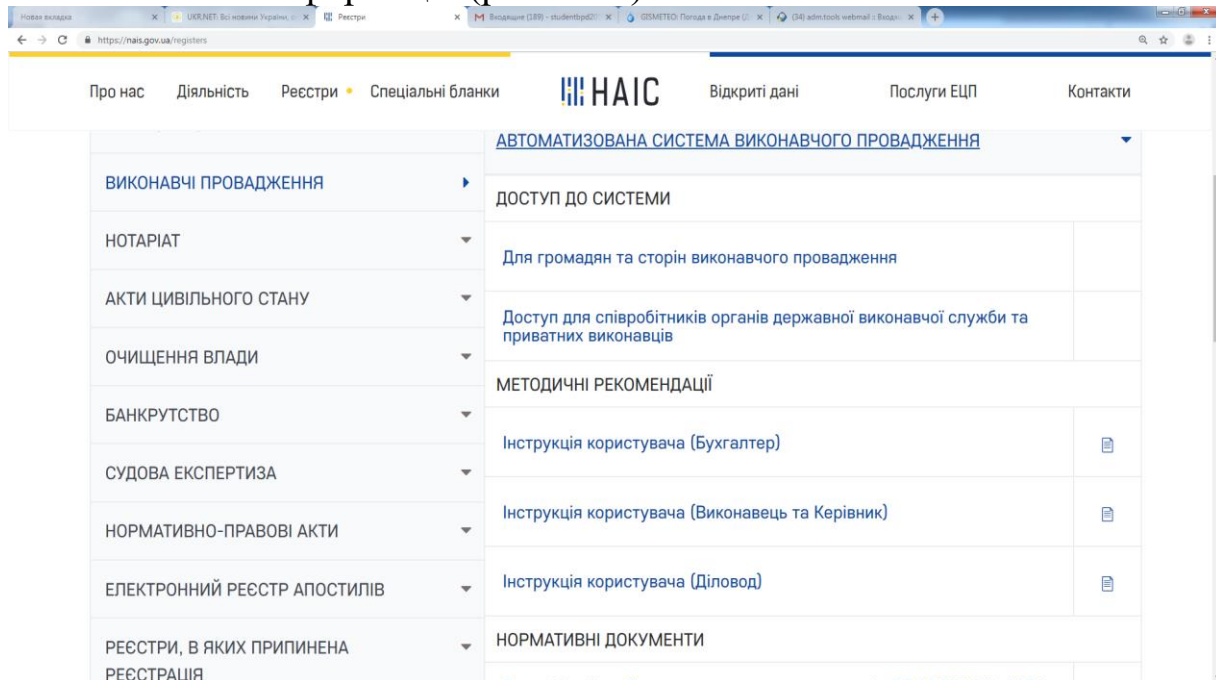 Новая вкладка
UKR.NET: Всі новини України,
Реєстри
Входящие (189) - studentbpd2
GISMETEO: Погода в Днепре
(34) adm.tools webmail :: Входящ
https://nais.gov.ua/registers
Про нас Діяльність Реєстри Спеціальні бланки НАІС Відкриті дані Послуги ЕЦП Контакти
АВТОМАТИЗОВАНА СИСТЕМА ВИКОНАВЧОГО ПРОВАДЖЕННЯ
ВИКОНАВЧІ ПРОВАДЖЕННЯ
НОТАРІАТ
АКТИ ЦИВІЛЬНОГО СТАНУ
ОЧИЩЕННЯ ВЛАДИ
БАНКРУТСТВО
СУДОВА ЕКСПЕРТИЗА
НОРМАТИВНО-ПРАВОВІ АКТИ
ЕЛЕКТРОННИЙ РЕЄСТР АПОСТИЛІВ
РЕЄСТРИ, В ЯКИХ ПРИПИНЕНА
РЕЄСТРАЦІЯ
ДОСТУП ДО СИСТЕМИ
Для громадян та сторін виконавчого провадження
Доступ для співробітників органів державної виконавчої служби та
приватних виконавців
МЕТОДИЧНІ РЕКОМЕНДАЦІЇ
Інструкція користувача (Бухгалтер)
Інструкція користувача (Виконавець та Керівник)
Інструкція користувача (Діловод)
НОРМАТИВНІ ДОКУМЕНТИ